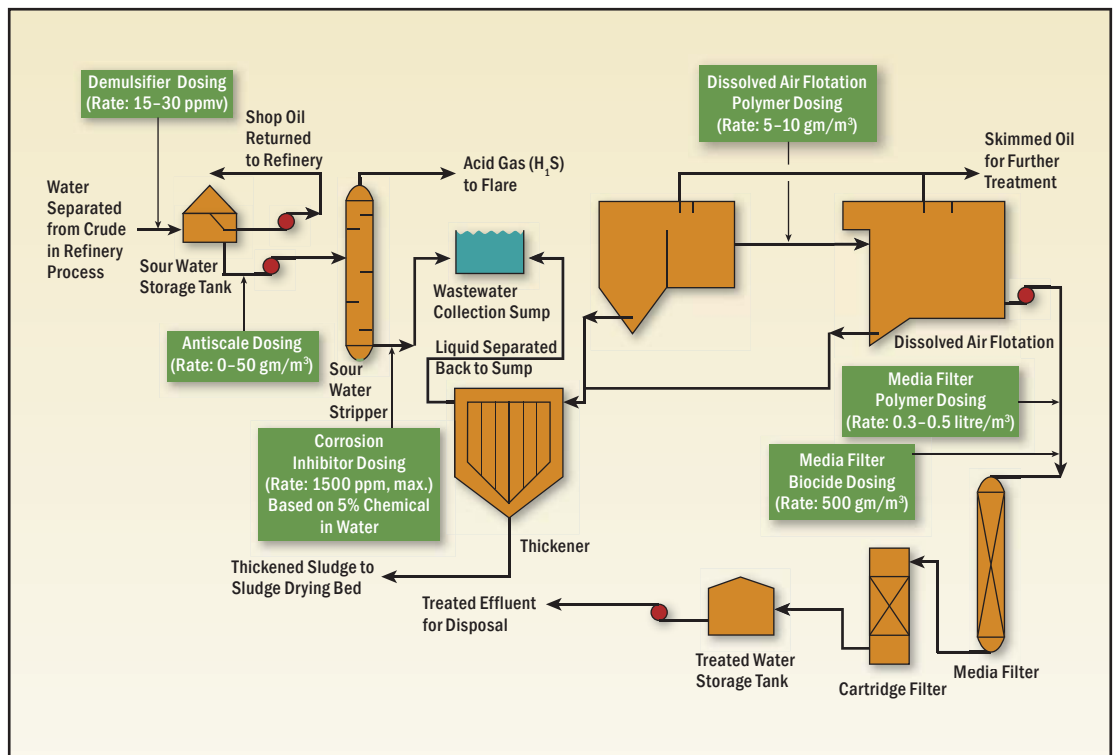 Demulsifier Dosing
(Rate: 15–30 ppmv)
Shop Oil
Returned
to Refinery
Water
Separated
from Crude
in Refinery
Process
Sour Water
Storage Tank
Antiscale Dosing
(Rate: 0–50 gm/m³)
Acid Gas (H₁S)
to Flare
Sour
Water
Stripper
Wastewater
Collection Sump
Liquid Separated
Back to Sump
Corrosion
Inhibitor Dosing
(Rate: 1500 ppm, max.)
Based on 5% Chemical
in Water
Thickener
Thickened Sludge to
Sludge Drying Bed
Dissolved Air Flotation
Polymer Dosing
(Rate: 5–10 gm/m³)
Skimmed Oil
for Further
Treatment
Dissolved Air Flotation
Media Filter
Polymer Dosing
(Rate: 0.3–0.5 litre/m³)
Media Filter
Biocide Dosing
(Rate: 500 gm/m³)
Media Filter
Cartridge Filter
Treated Water
Storage Tank
Treated Effluent
for Disposal